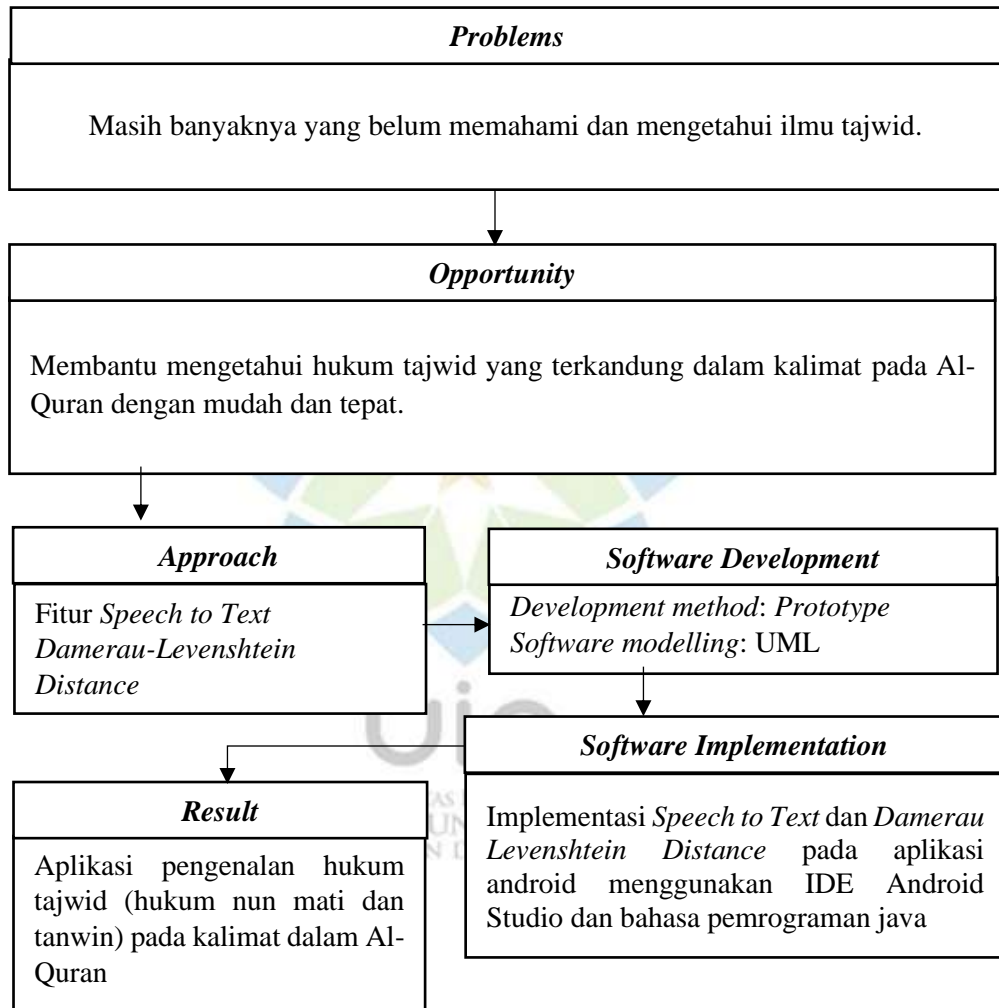 Problems
Masih banyaknya yang belum memahami dan mengetahui ilmu tajwid.
Opportunity
Membantu mengetahui hukum tajwid yang terkandung dalam kalimat pada Al-
Quran dengan mudah dan tepat.
Approach
Fitur Speech to Text
Damerau-Levenshtein
Distance
Software Development
Development method: Prototype
Software modelling: UML
Software Implementation
Implementasi Speech to Text dan Damerau
Levenshtein Distance pada aplikasi
android menggunakan IDE Android
Studio dan bahasa pemrograman java
Result
Aplikasi pengenalan hukum
tajwid (hukum nun mati dan
tanwin) pada kalimat dalam Al-
Quran